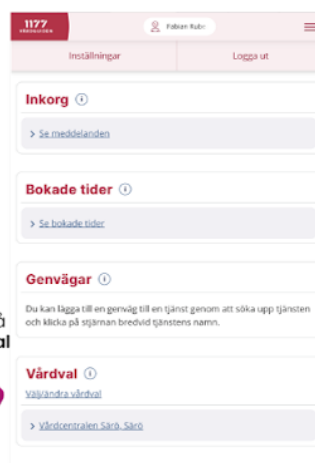 1177
VÅRDGUIDEN
Fabian Rube
Inställningar
Logga ut
Inkorg
Se meddelanden
Bokade tider
Se bokade tider
Genvägar
Du kan lägga till en genväg till en tjänst genom att söka upp tjänsten
och klicka på stjärnan bredvid tjänstens namn.
Vårdval
Välj/ändra vårdval
Vårdcentralen Särö, Särö